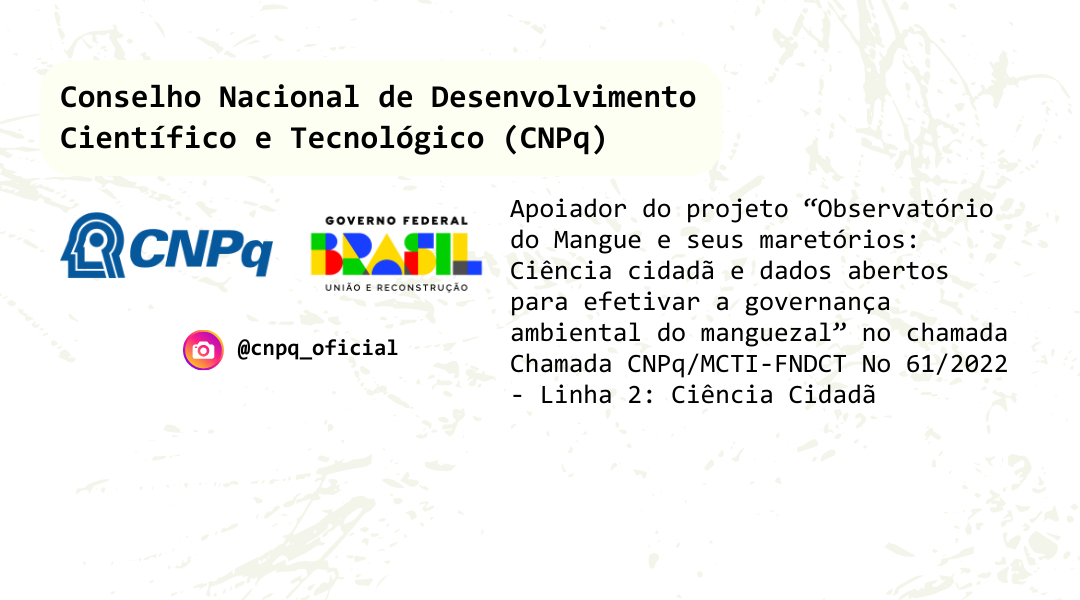 Conselho Nacional de Desenvolvimento
Científico e Tecnológico (CNPq)
CNPq
GOVERNO FEDERAL
BRASIL
UNIÃO E RECONSTRUÇÃO
@cnpq_oficial
Apoiador do projeto “Observatório
do Mangue e seus maretórios:
Ciência cidadã e dados abertos
para efetivar a governança
ambiental do manguezal” no chamada
Chamada CNPq/MCTI-FNDCT No 61/2022
- Linha 2: Ciência Cidadã